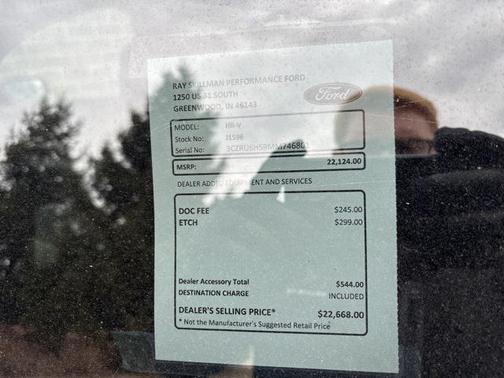 RAY SKILLMAN PERFORMANCE FORD
1250 US 31 SOUTH
GREENWOOD, IN 46143
Ford
MODEL: HR-V
Stock No:
Serial No:
MSRP: 22,124.00
DEALER ADDED EQUIPMENT AND SERVICES
DOC FEE $245.00
ETCH $299.00
Dealer Accessory Total $544.00
DESTINATION CHARGE INCLUDED
DEALER'S SELLING PRICE* $22,668.00
* Not the Manufacturer's Suggested Retail Price